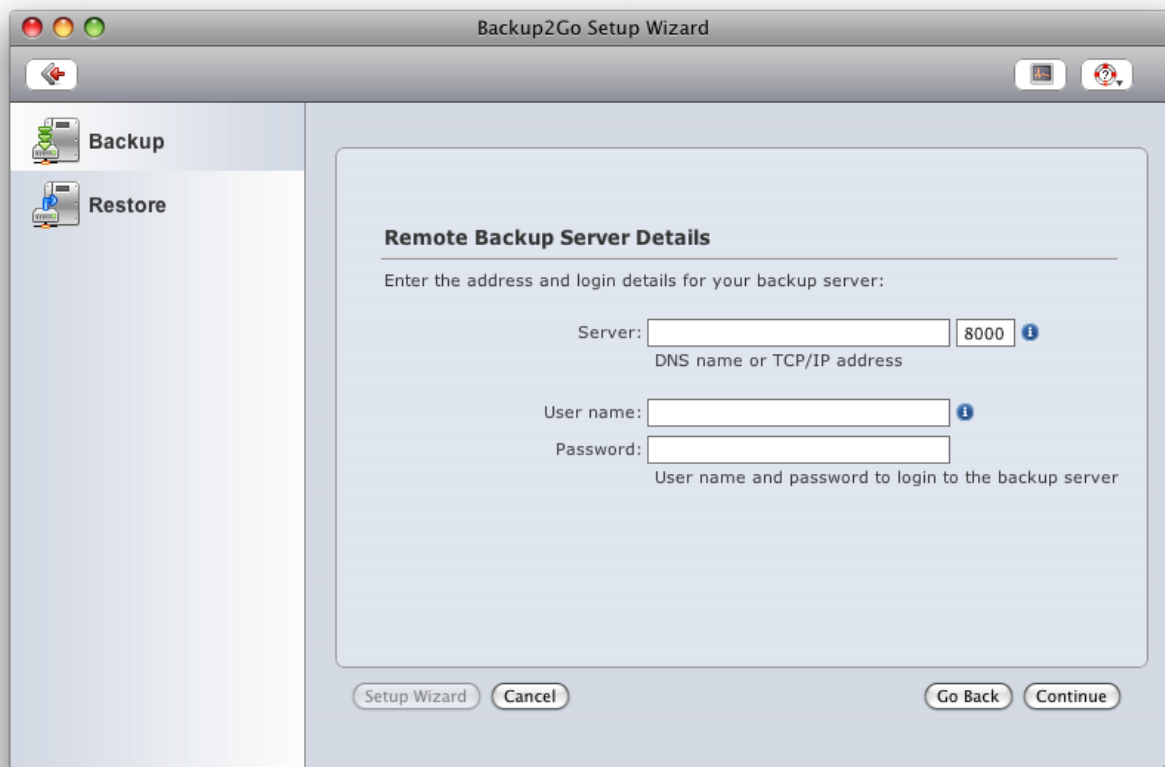 Backup2Go Setup Wizard
Backup
Restore
Remote Backup Server Details
Enter the address and login details for your backup server:
Server: 8000
DNS name or TCP/IP address
User name:
Password:
User name and password to login to the backup server
Setup Wizard Cancel Go Back Continue